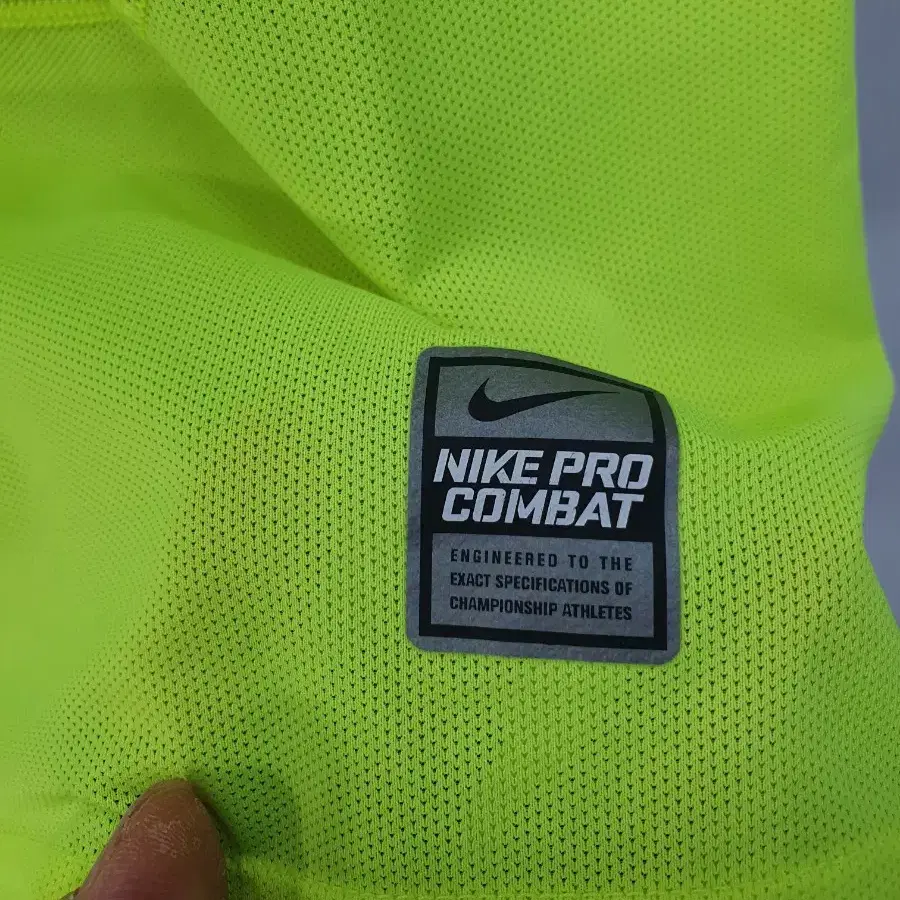 NIKE PRO
COMBAT
ENGINEERED TO THE
EXACT SPECIFICATIONS OF
CHAMPIONSHIP ATHLETES